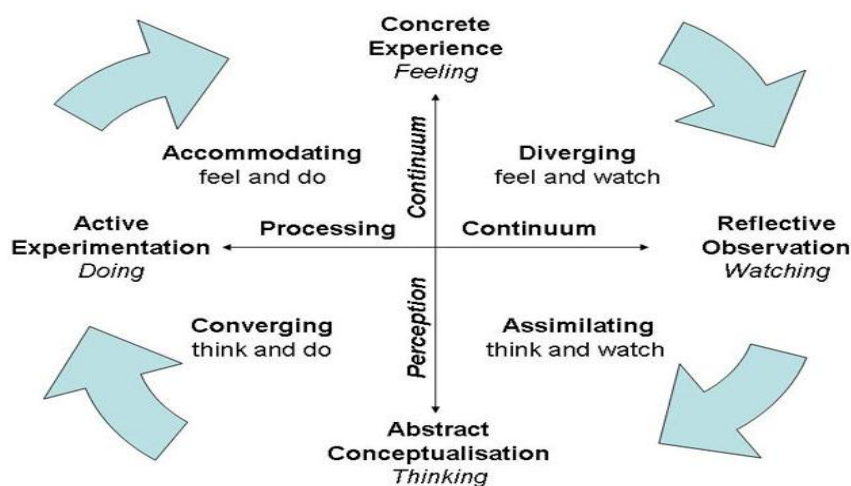 Concrete
Experience
Feeling
Accommodating
feel and do
Continuum
Diverging
feel and watch
Active
Experimentation
Doing
Processing
Continuum
Reflective
Observation
Watching
Converging
think and do
Perception
Assimilating
think and watch
Abstract
Conceptualisation
Thinking